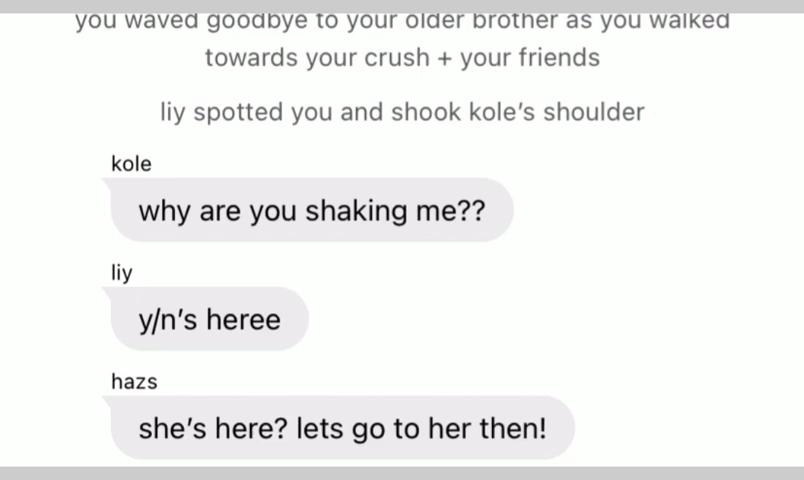 you waved goodbye to your older brother as you walked
towards your crush + your friends
liy spotted you and shook kole's shoulder
kole
why are you shaking me??
liy
y/n's heree
hazs
she's here? lets go to her then!